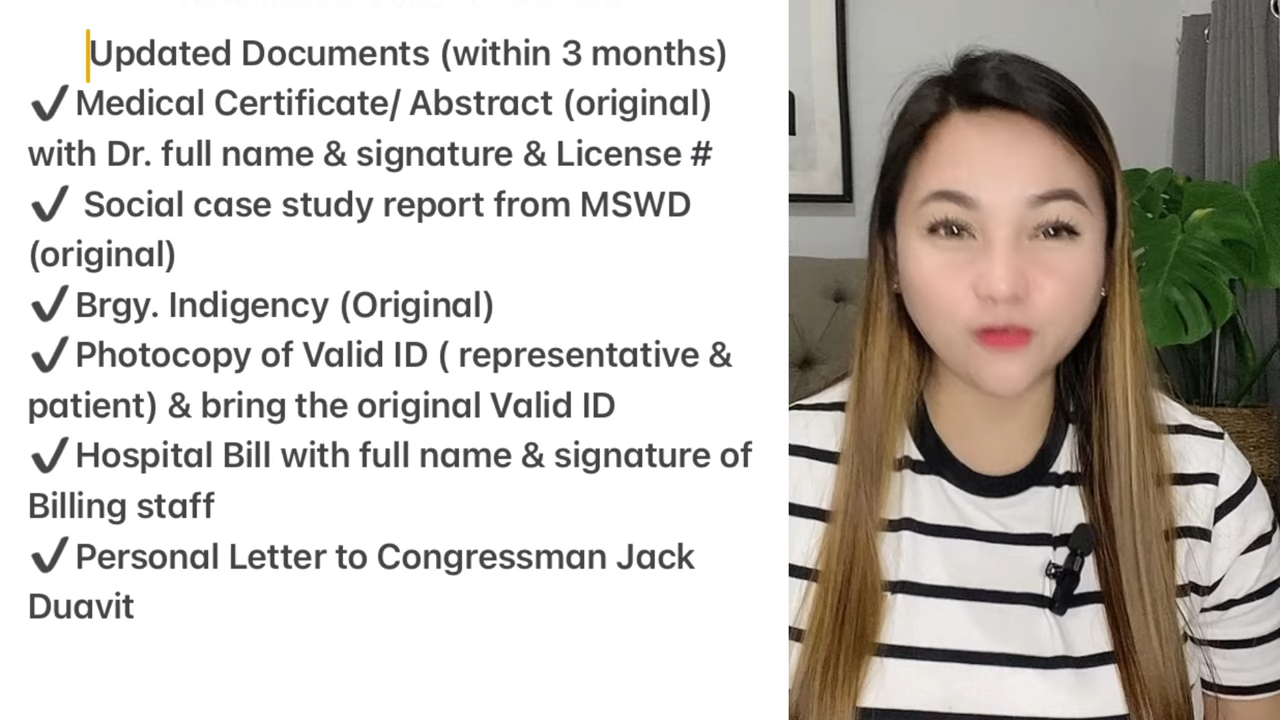 Updated Documents (within 3 months)
✔Medical Certificate/ Abstract (original)
with Dr. full name & signature & License #
✔ Social case study report from MSWD
(original)
✔Brgy. Indigency (Original)
✔Photocopy of Valid ID ( representative &
patient) & bring the original Valid ID
✔Hospital Bill with full name & signature of
Billing staff
✔Personal Letter to Congressman Jack
Duavit